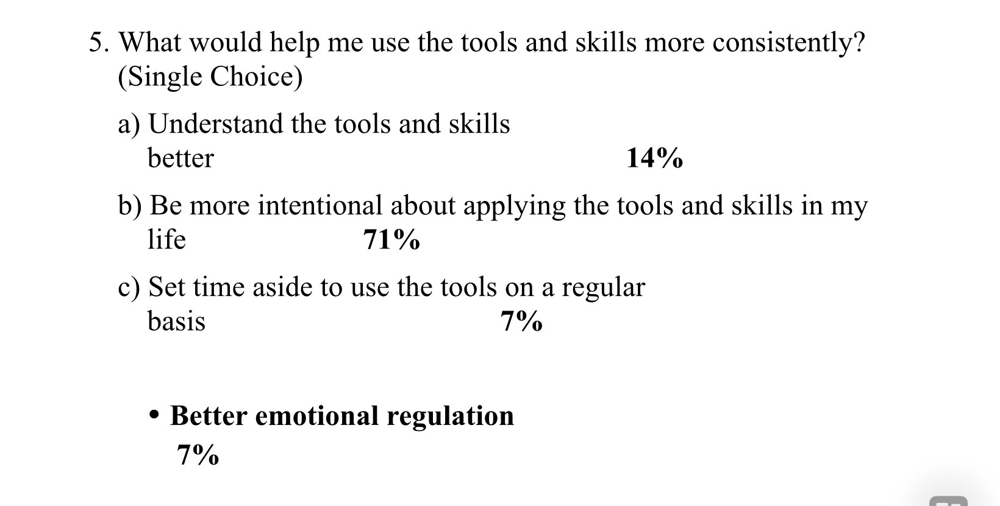 5. What would help me use the tools and skills more consistently?
(Single Choice)
a) Understand the tools and skills
better 14%
b) Be more intentional about applying the tools and skills in my
life 71%
c) Set time aside to use the tools on a regular
basis 7%
• Better emotional regulation
7%